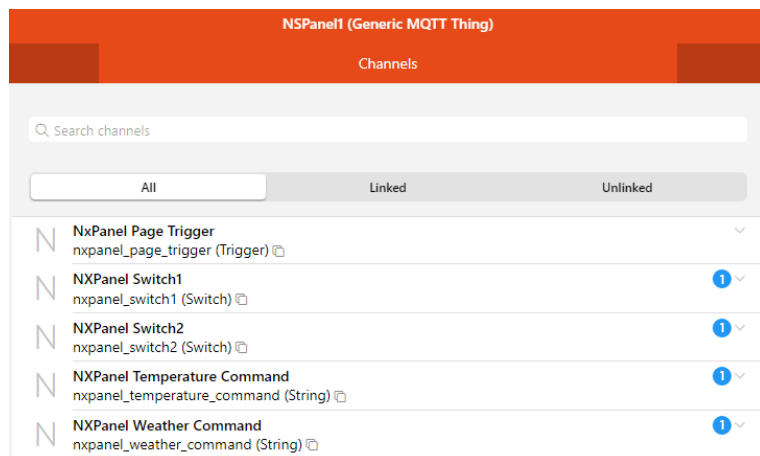 NSPanel1 (Generic MQTT Thing)
Channels
Search channels
All Linked Unlinked
N NxPanel Page Trigger
nxpanel_page_trigger (Trigger)
N NXPanel Switch1 1
nxpanel_switch1 (Switch)
N NXPanel Switch2 1
nxpanel_switch2 (Switch)
N NXPanel Temperature Command 1
nxpanel_temperature_command (String)
N NXPanel Weather Command 1
nxpanel_weather_command (String)